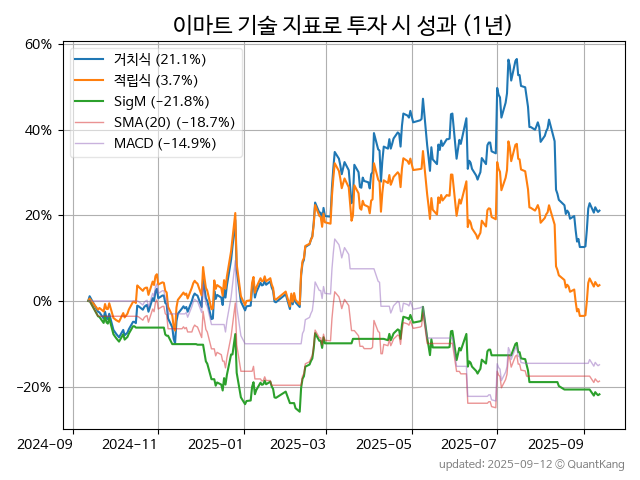 이마트 기술 지표로 투자 시 성과 (1년)
60%
40%
20%
0%
−20%
거치식 (21.1%)
적립식 (3.7%)
SigM (−21.8%)
SMA(20) (−18.7%)
MACD (−14.9%)
2024-09
2024-11
2025-01
2025-03
2025-05
2025-07
2025-09
updated: 2025-09-12 © QuantKang